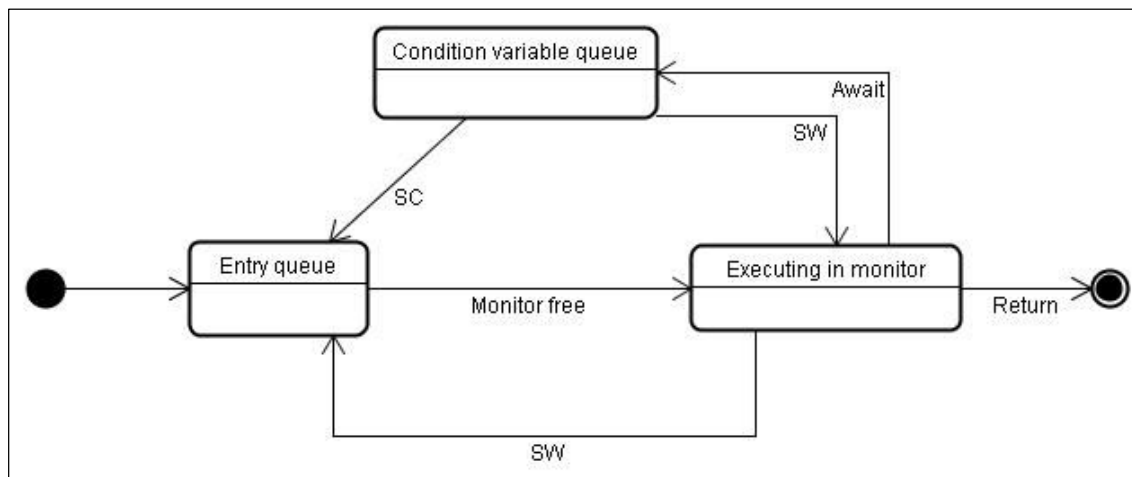 Condition variable queue
Await
SW
SC
Entry queue
Executing in monitor
Monitor free
Return
SW